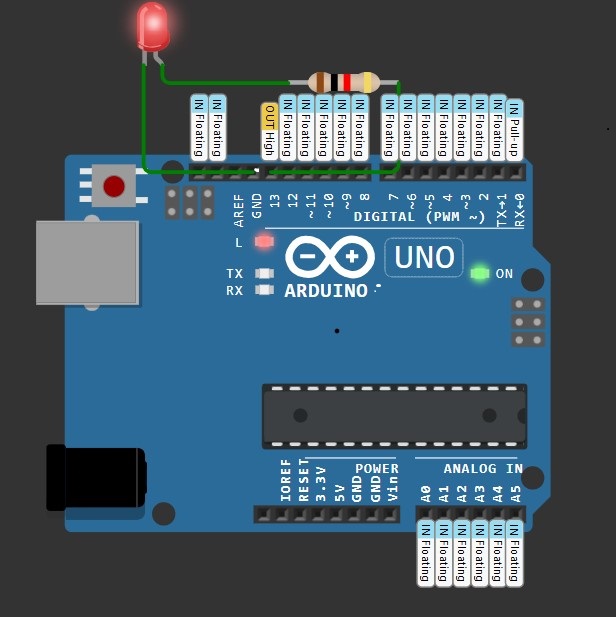 IN Floating
IN Floating
OUT High
IN Floating
IN Floating
IN Floating
IN Floating
IN Floating
IN Floating
IN Floating
IN Floating
IN Floating
IN Floating
IN Floating
IN Floating
IN Pull-up
AREF
GND
13
12
~11
~10
~9
8
7
~6
~5
4
~3
2
TX→1
RX←0
DIGITAL (PWM ~)
L
TX
RX
UNO
ON
ARDUINO
POWER
ANALOG IN
IOREF
RESET
3.3V
5V
GND
GND
Vin
A0
A1
A2
A3
A4
A5
IN Floating
IN Floating
IN Floating
IN Floating
IN Floating
IN Floating